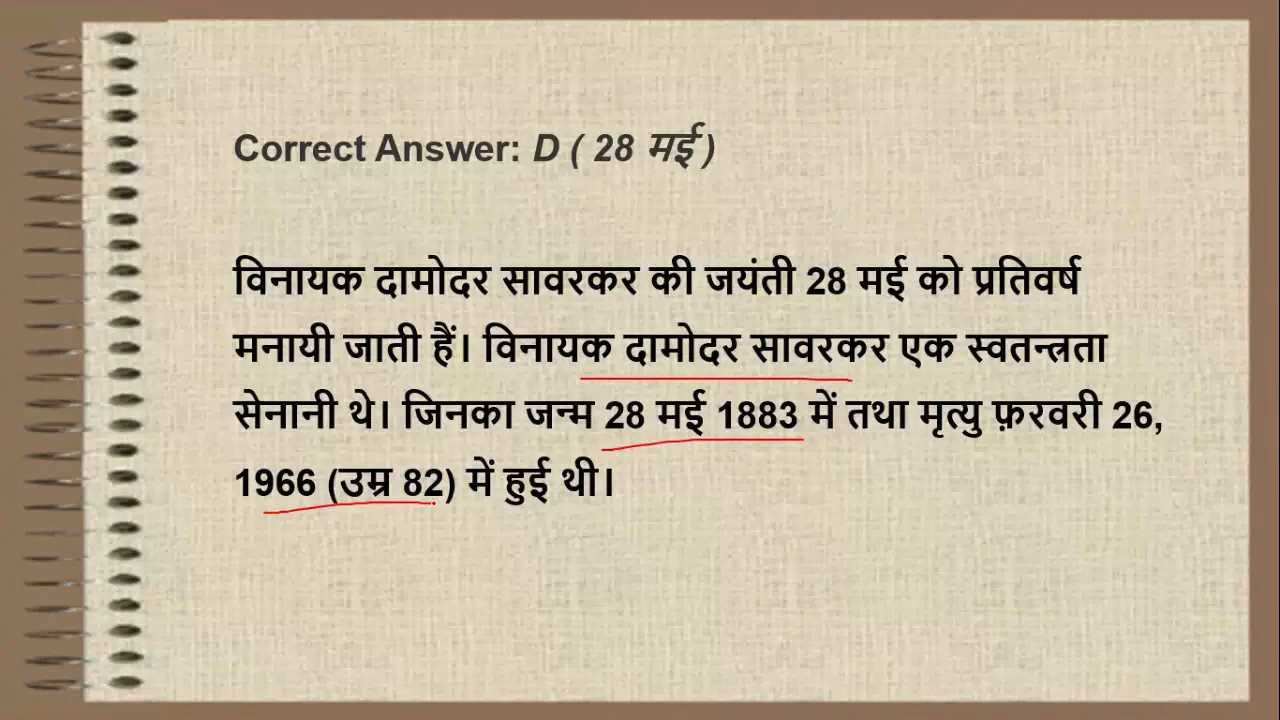 Correct Answer: D ( 28 मई )
विनायक दामोदर सावरकर की जयंती 28 मई को प्रतिवर्ष
मनायी जाती हैं। विनायक दामोदर सावरकर एक स्वतन्त्रता
सेनानी थे। जिनका जन्म 28 मई 1883 में तथा मृत्यु फ़रवरी 26,
1966 (उम्र 82) में हुई थी।